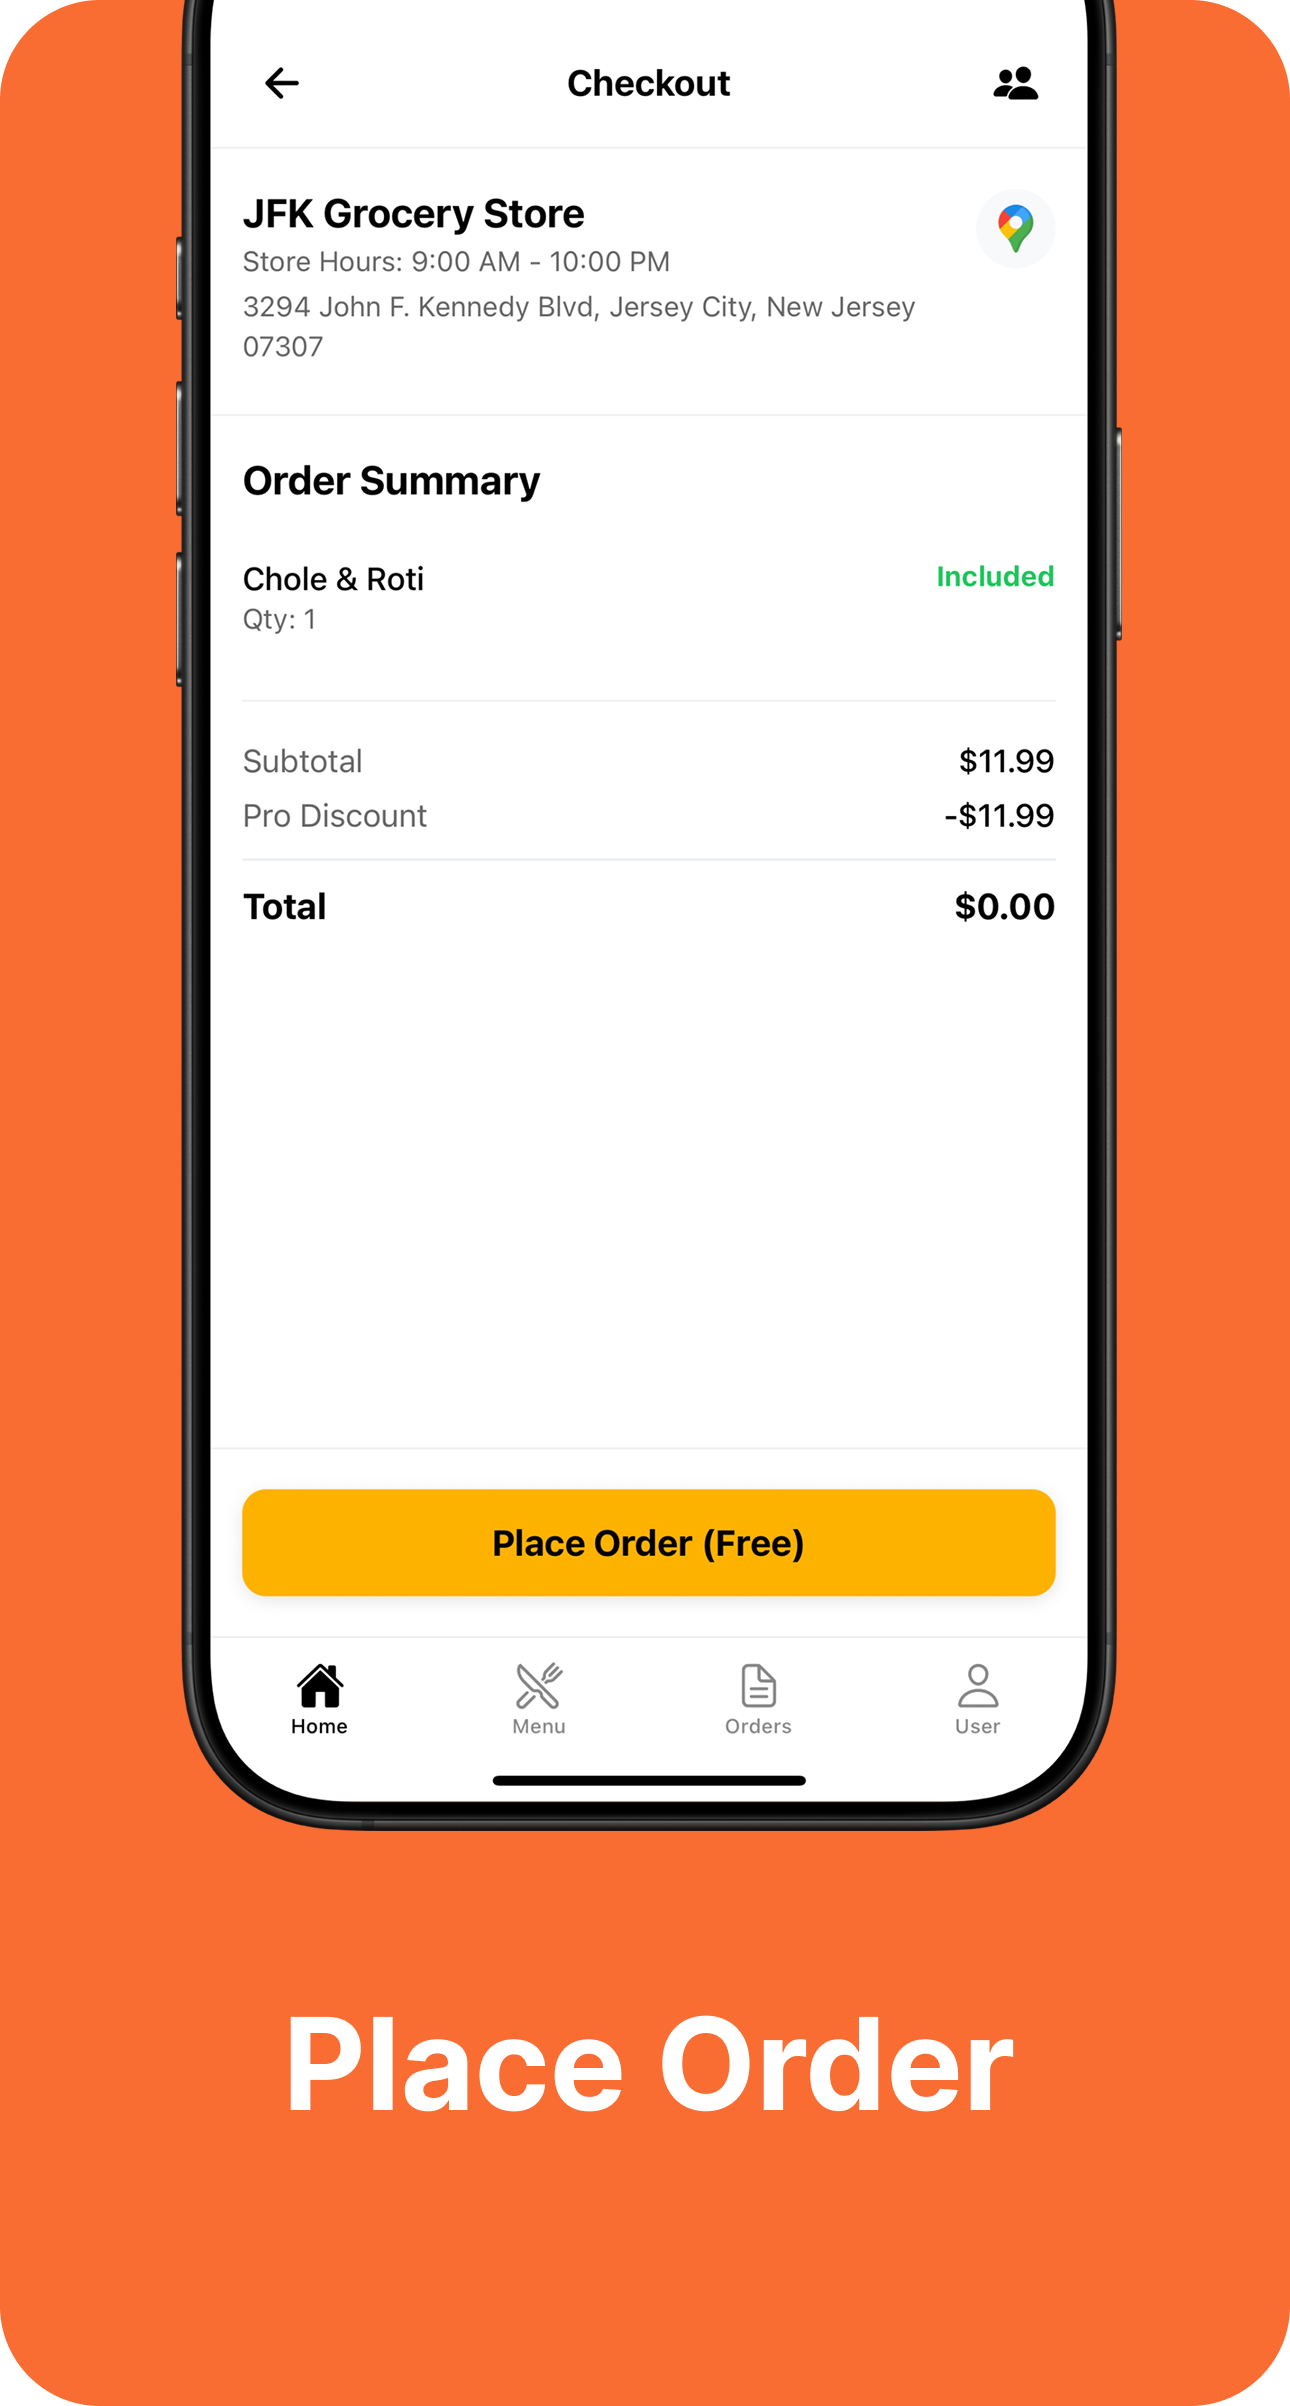 Checkout
JFK Grocery Store
Store Hours: 9:00 AM - 10:00 PM
3294 John F. Kennedy Blvd, Jersey City, New Jersey
07307
Order Summary
Chole & Roti
Included
Qty: 1
Subtotal
$11.99
Pro Discount
-$11.99
Total
$0.00
Place Order (Free)
Home
Menu
Orders
User
Place Order